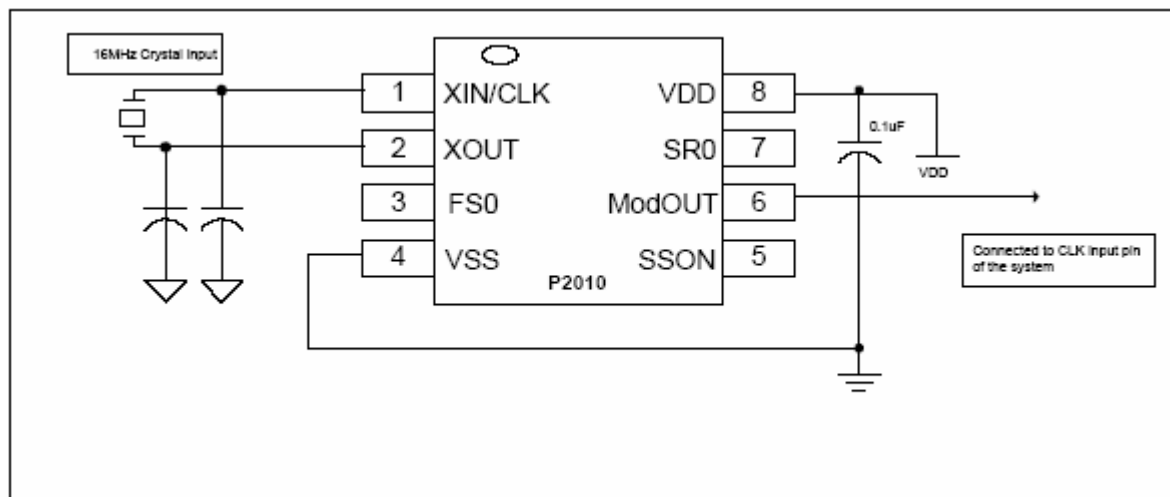 16MHz Crystal Input
1 XIN/CLK VDD 8
0.1uF
2 XOUT SR0 7
VDD
3 FS0 ModOUT 6
4 VSS SSON 5
P2010
Connected to CLK input pin
of the system